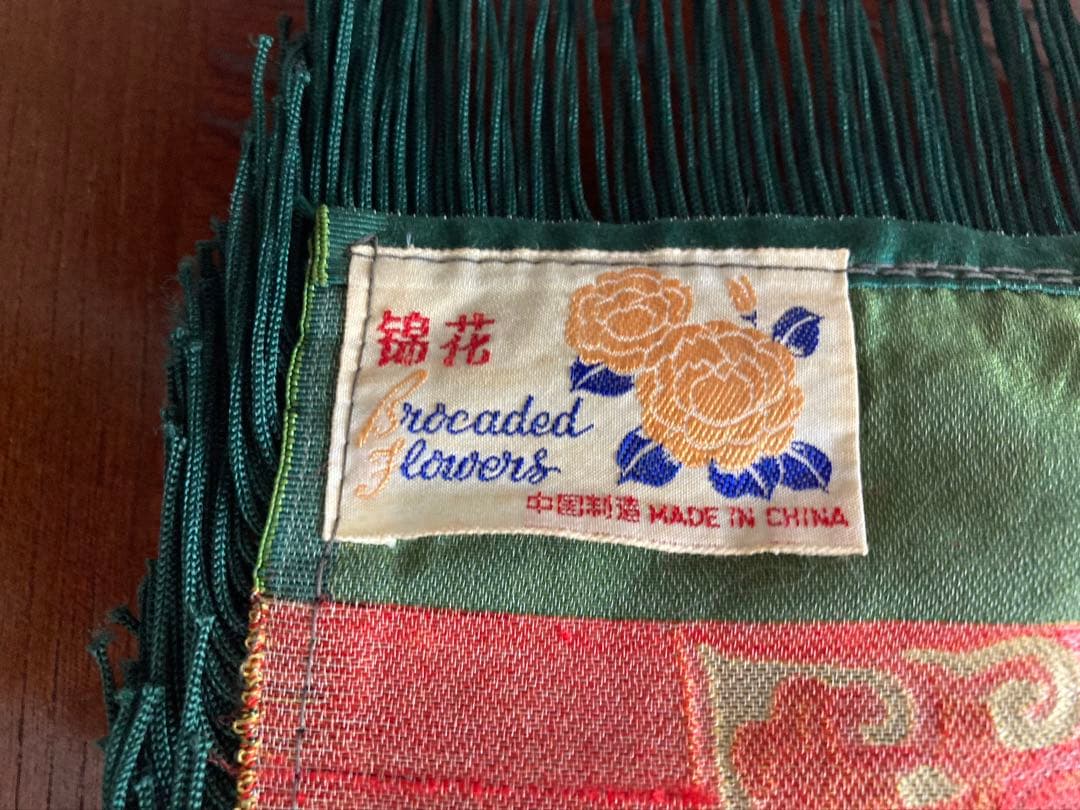 锦花
Brocaded
Flowers
中国制造 MADE IN CHINA